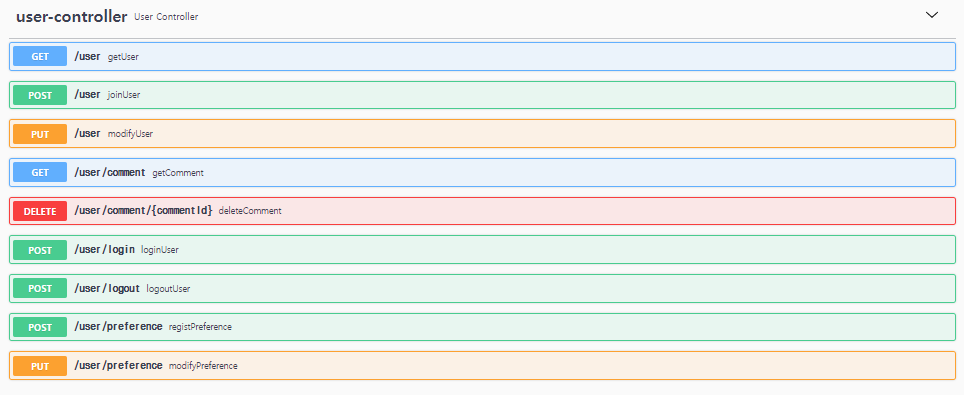 user-controller User Controller
GET /user getUser
POST /user joinUser
PUT /user modifyUser
GET /user/comment getComment
DELETE /user/comment/{commentId} deleteComment
POST /user/login loginUser
POST /user/logout logoutUser
POST /user/preference registPreference
PUT /user/preference modifyPreference